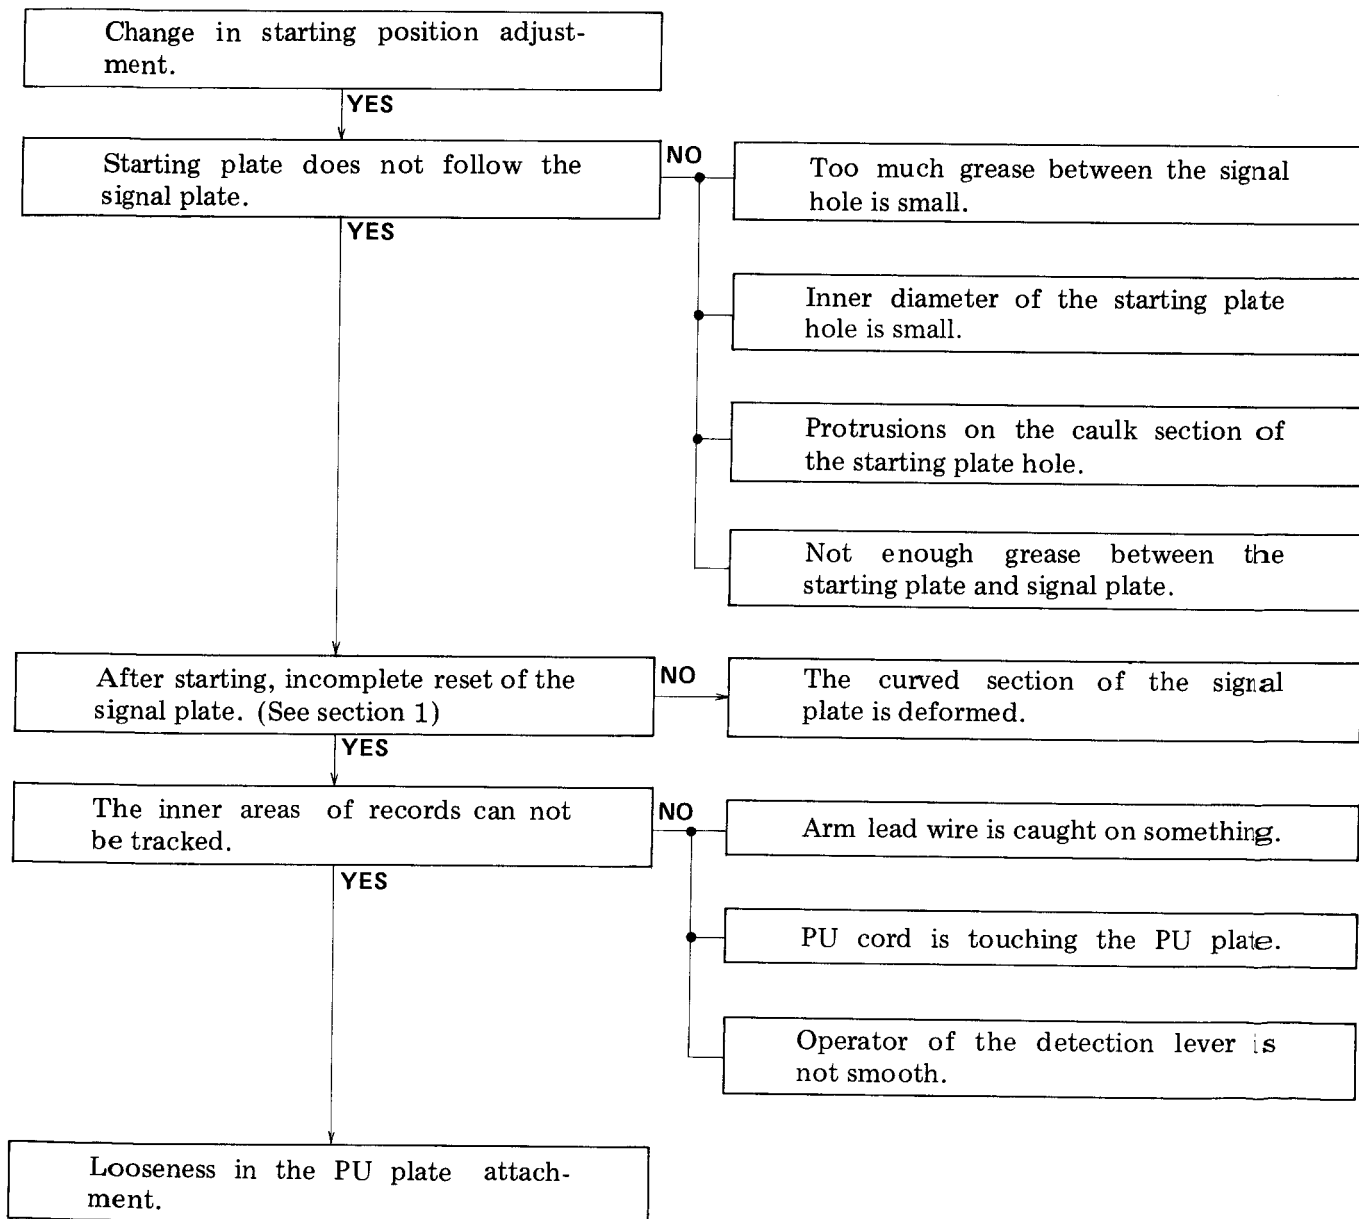 Change in starting position adjust-
ment.
YES
Starting plate does not follow the
signal plate.
NO
Too much grease between the signal
hole is small.
YES
Inner diameter of the starting plate
hole is small.
Protrusions on the caulk section of
the starting plate hole.
Not enough grease between the
starting plate and signal plate.
After starting, incomplete reset of the
signal plate. (See section 1)
NO
The curved section of the signal
plate is deformed.
YES
The inner areas of records can not
be tracked.
NO
Arm lead wire is caught on something.
YES
PU cord is touching the PU plate.
Operator of the detection lever is
not smooth.
Looseness in the PU plate attach-
ment.